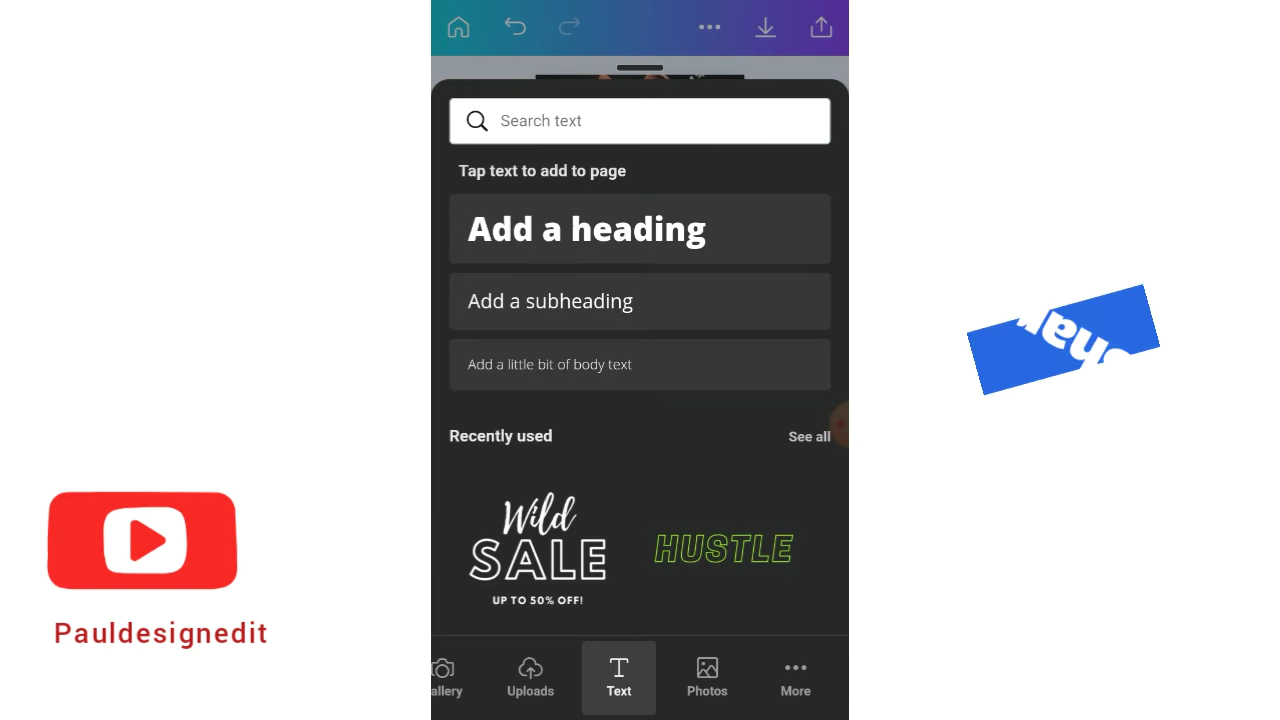 Search text
Tap text to add to page
Add a heading
Add a subheading
Add a little bit of body text
Recently used See all
Wild
SALE
UP TO 50% OFF!
HUSTLE
allery Uploads Text Photos More
Pauldesignedit